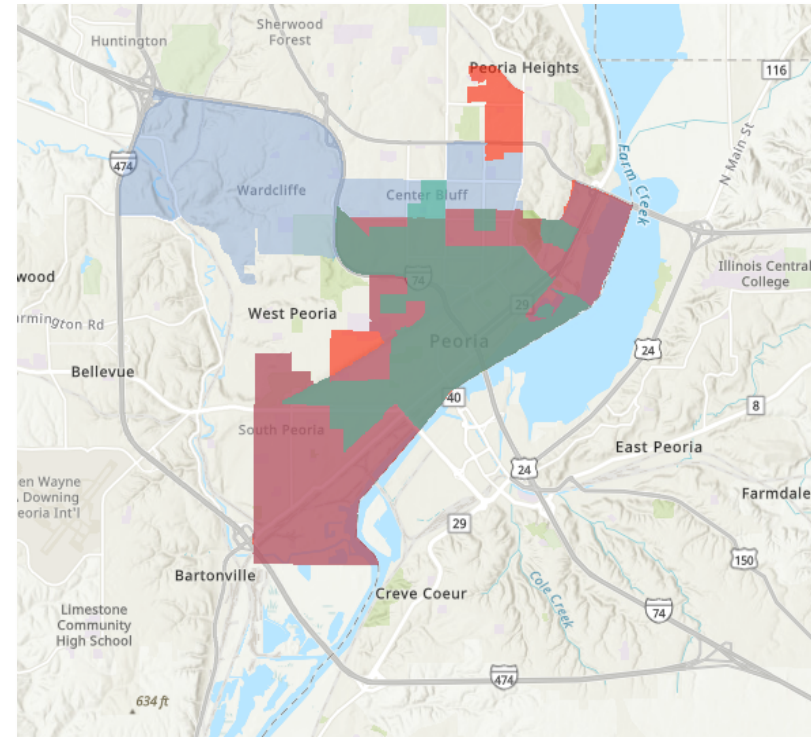 Sherwood
Forest
Huntington
Peoria Heights
116
474
N Main St
Farm Creek
Wardcliffe
Center Bluff
wood
74
Illinois Central
College
29
West Peoria
armington Rd
Peoria
24
Bellevue
40
8
South Peoria
East Peoria
24
en Wayne
Downing
eoria Int'l
Farmdale
29
150
Bartonville
Creve Coeur
Cole Creek
74
Limestone
Community
High School
474
634 ft